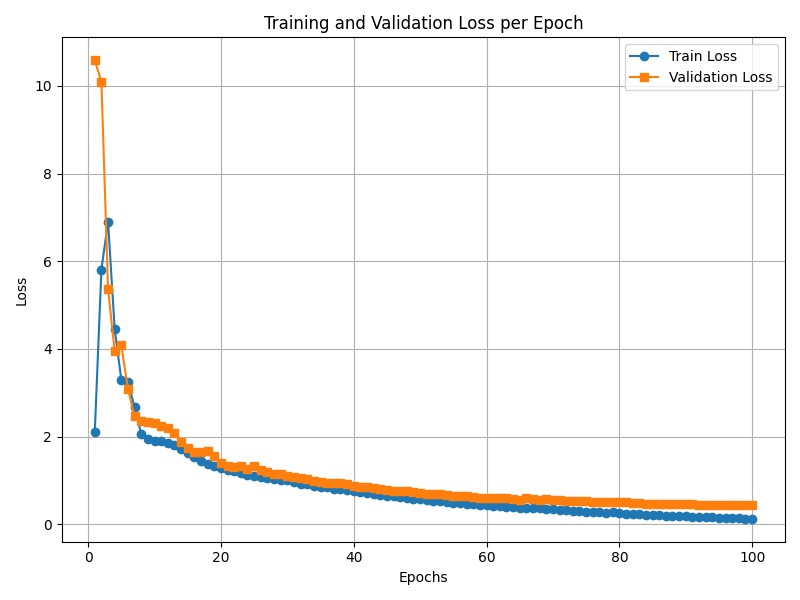 Training and Validation Loss per Epoch
Train Loss
Validation Loss
10
8
6
4
2
0
Loss
0 20 40 60 80 100
Epochs